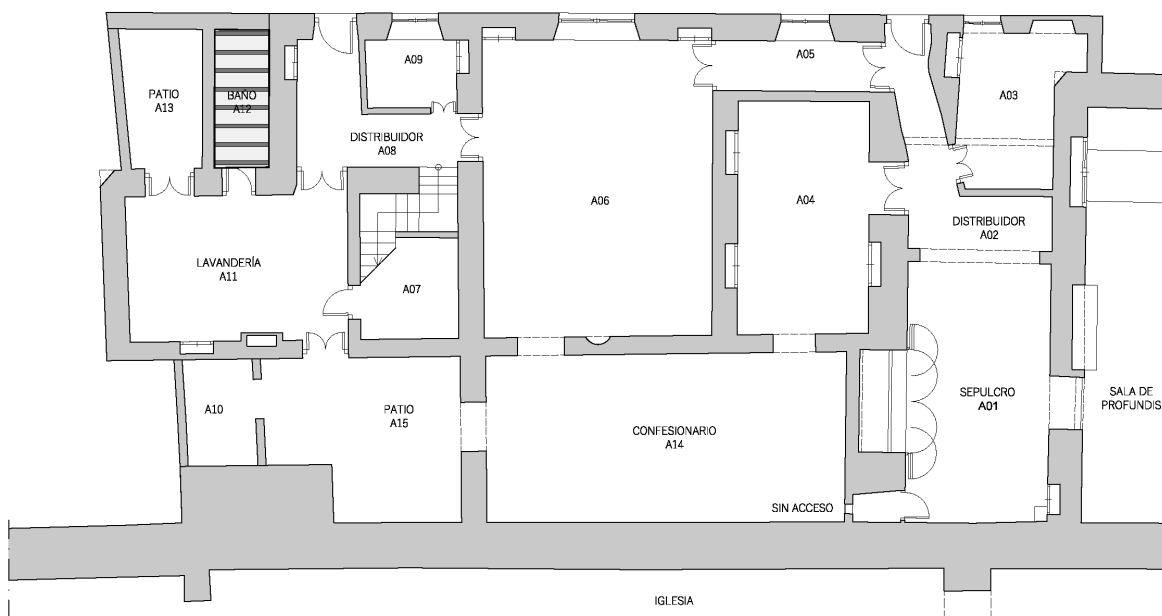 A05
A09
PATIO
A13
BAÑO
A12
A03
DISTRIBUIDOR
A08
A06
A04
DISTRIBUIDOR
A02
LAVANDERÍA
A11
A07
SEPULCRO
A01
SALA DE
PROFUNDIS
A10
PATIO
A15
CONFESIONARIO
A14
SIN ACCESO
IGLESIA